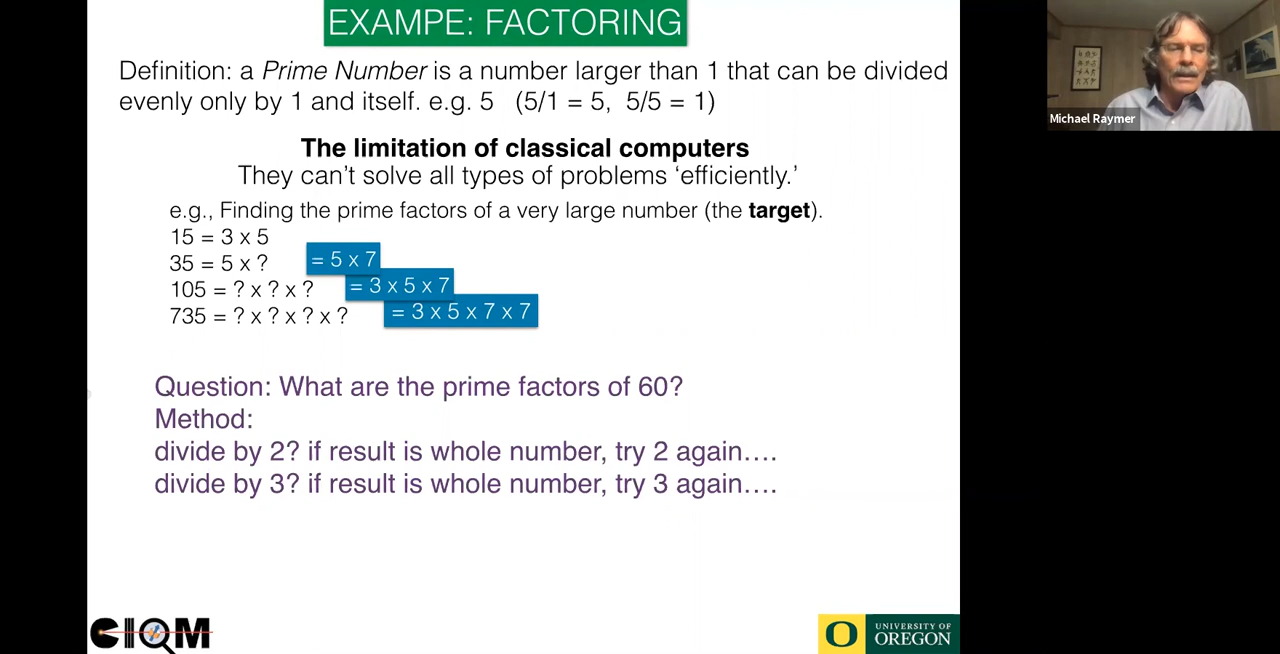 EXAMPE: FACTORING
Definition: a Prime Number is a number larger than 1 that can be divided
evenly only by 1 and itself. e.g. 5 (5/1 = 5, 5/5 = 1)
The limitation of classical computers
They can't solve all types of problems 'efficiently.'
e.g., Finding the prime factors of a very large number (the target).
15 = 3 x 5
35 = 5 x ? = 5 x 7
105 = ? x ? x ? = 3 x 5 x 7
735 = ? x ? x ? x ? = 3 x 5 x 7 x 7
Question: What are the prime factors of 60?
Method:
divide by 2? if result is whole number, try 2 again….
divide by 3? if result is whole number, try 3 again….
CIQM
O UNIVERSITY OF
OREGON
Michael Raymer